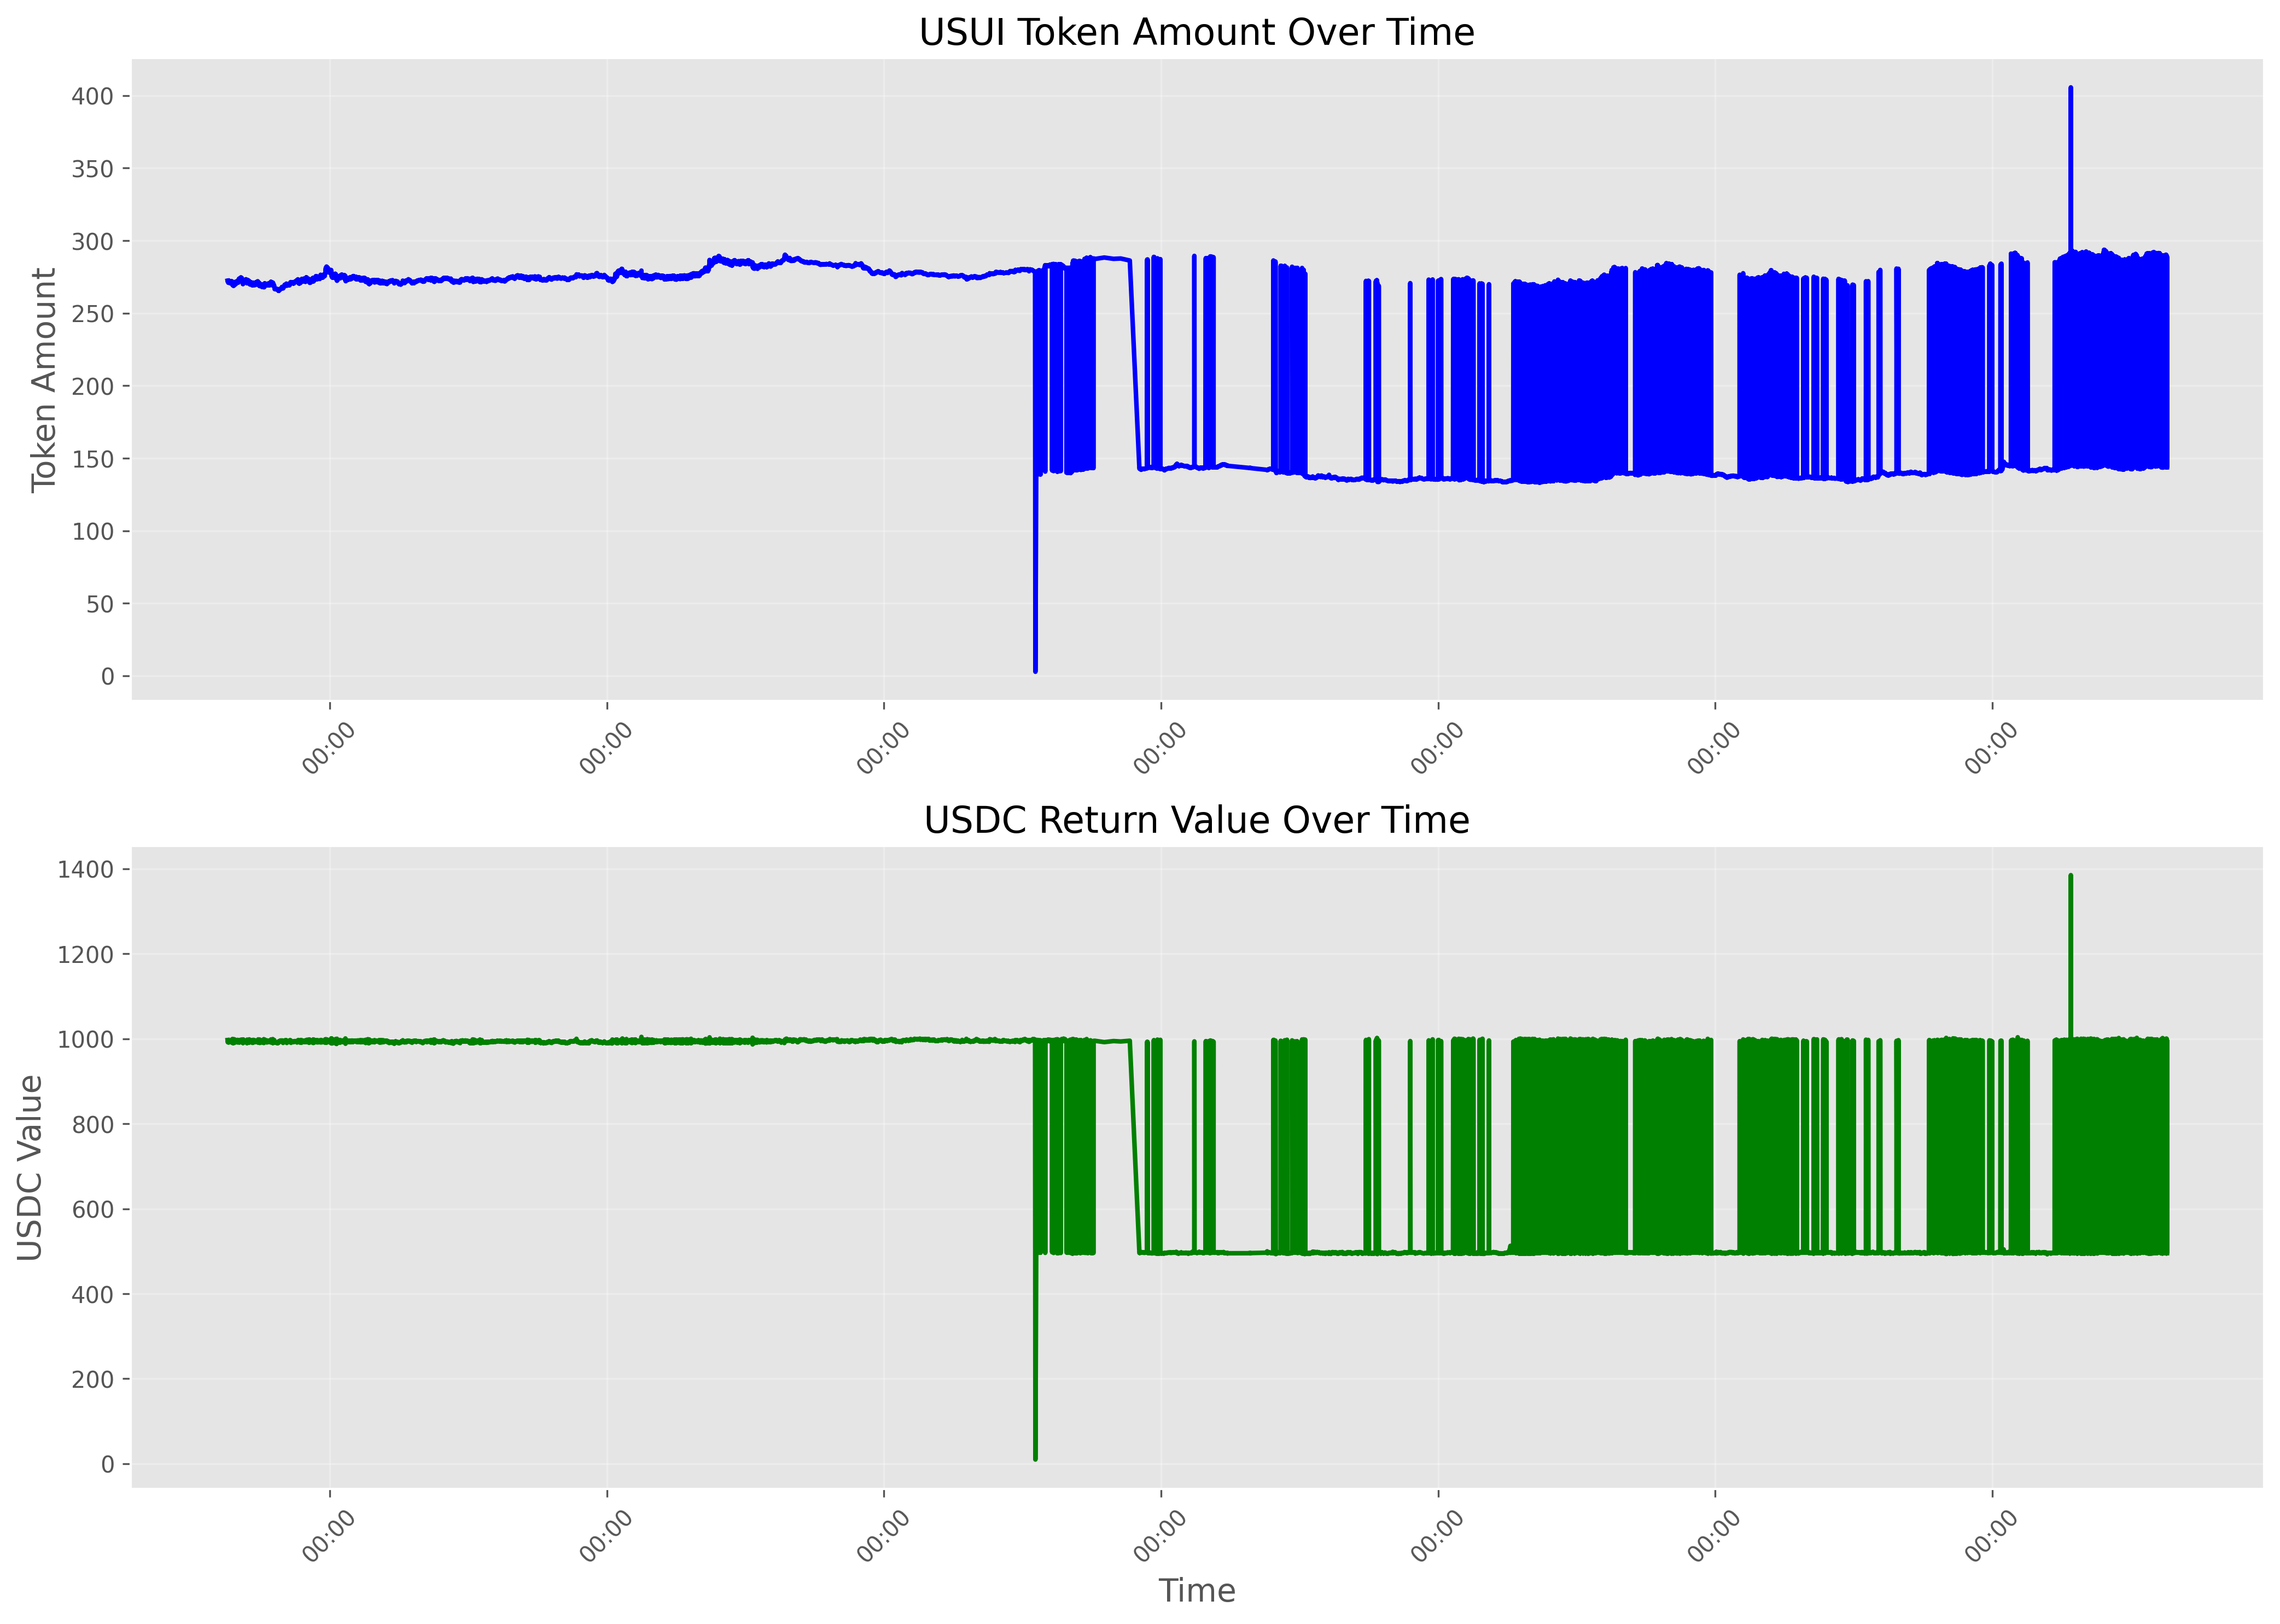 USUI Token Amount Over Time
Token Amount
400
350
300
250
200
150
100
50
0
00:00 00:00 00:00 00:00 00:00 00:00 00:00
USDC Return Value Over Time
USDC Value
1400
1200
1000
800
600
400
200
0
00:00 00:00 00:00 00:00 00:00 00:00 00:00
Time